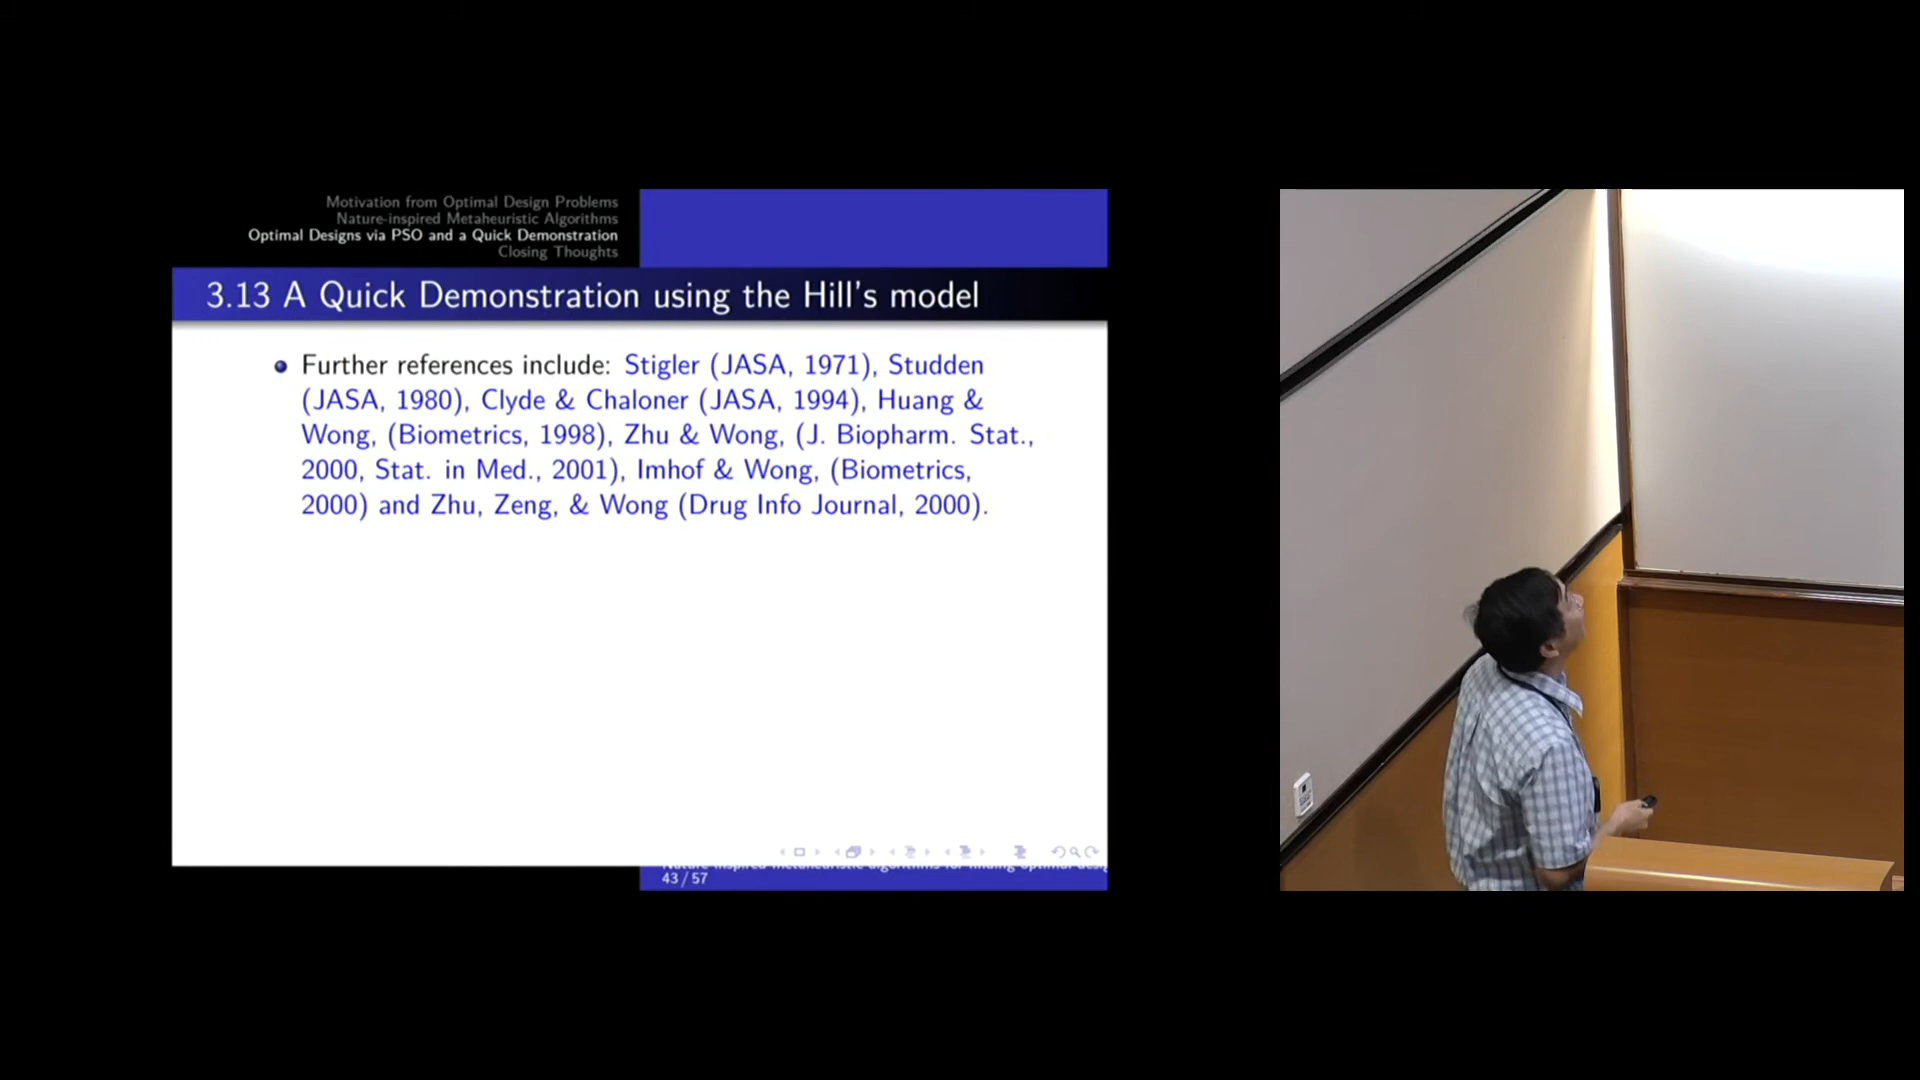 Motivation from Optimal Design Problems
Nature-inspired Metaheuristic Algorithms
Optimal Designs via PSO and a Quick Demonstration
Closing Thoughts
3.13 A Quick Demonstration using the Hill's model
Further references include: Stigler (JASA, 1971), Studden
(JASA, 1980), Clyde & Chaloner (JASA, 1994), Huang &
Wong, (Biometrics, 1998), Zhu & Wong, (J. Biopharm. Stat.,
2000, Stat. in Med., 2001), Imhof & Wong, (Biometrics,
2000) and Zhu, Zeng, & Wong (Drug Info Journal, 2000).
43 / 57